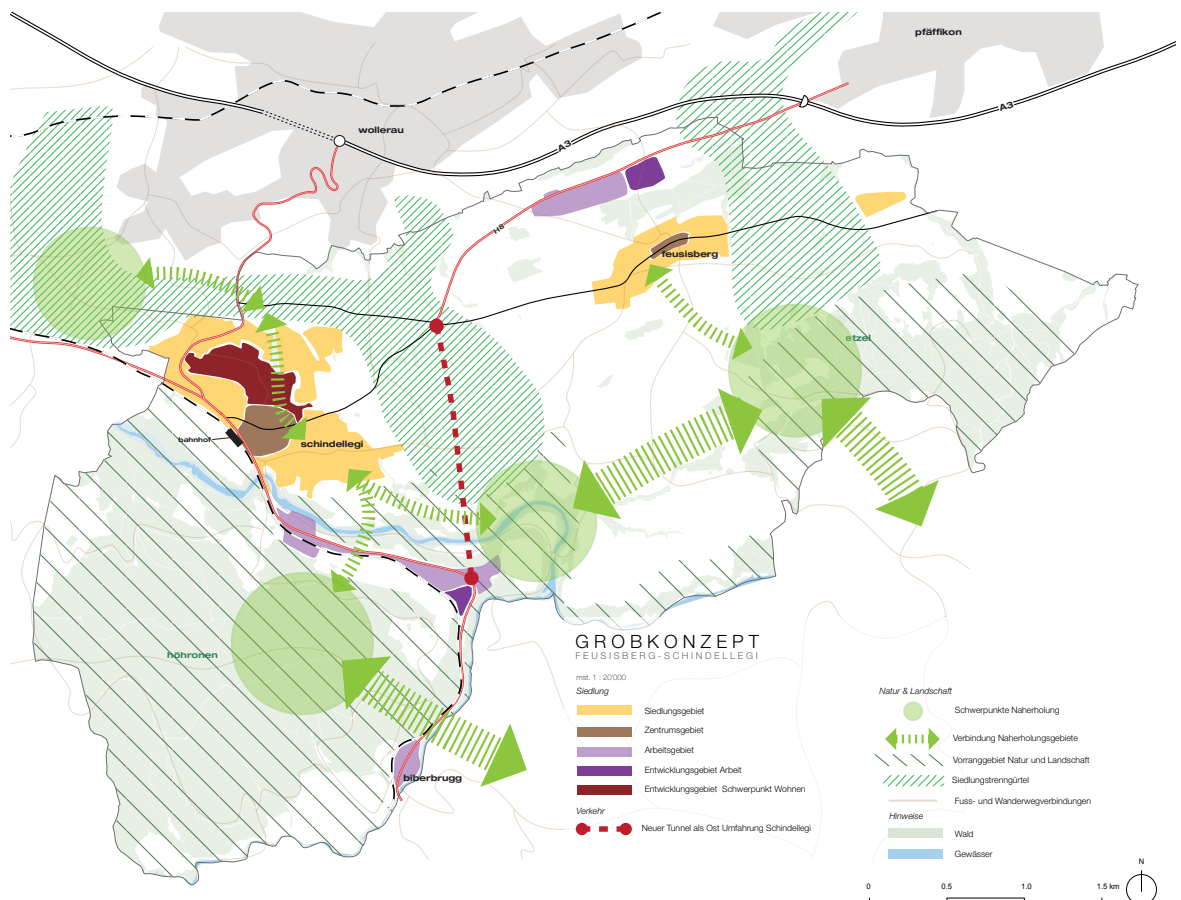 pfäffikon
A3
wollerau
A3
H8
feusisberg
etzel
bahnhof
schindellegi
höhronen
biberbrugg
GROBKONZEPT
FEUSISBERG-SCHINDELLEGI
mst. 1 : 20'000
Siedlung
Siedlungsgebiet
Zentrumsgebiet
Arbeitsgebiet
Entwicklungsgebiet Arbeit
Entwicklungsgebiet Schwerpunkt Wohnen
Verkehr
Neuer Tunnel als Ost Umfahrung Schindellegi
Natur & Landschaft
Schwerpunkte Naherholung
Verbindung Naherholungsgebiete
Vorranggebiet Natur und Landschaft
Siedlungstrenngürtel
Fuss- und Wanderwegverbindungen
Hinweise
Wald
Gewässer
N
0 0.5 1.0 1.5 km